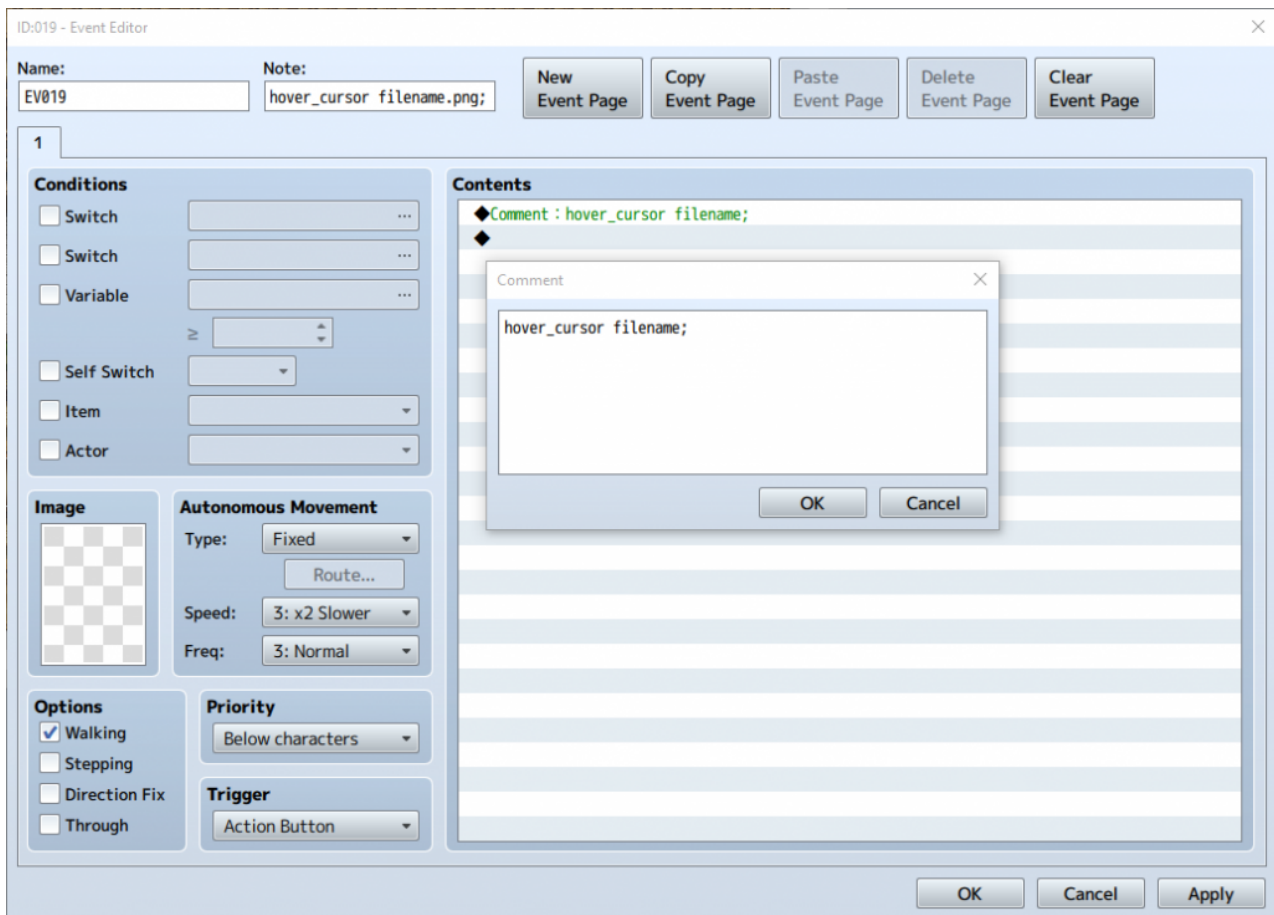 ID:019 - Event Editor
Name:
Note:
EV019
hover_cursor filename.png;
New
Event Page
Copy
Event Page
Paste
Event Page
Delete
Event Page
Clear
Event Page
1
Conditions
Switch
...
Switch
...
Variable
...
≥
Self Switch
Item
Actor
Image
Autonomous Movement
Type:
Fixed
Route...
Speed:
3: x2 Slower
Freq:
3: Normal
Options
Walking
Stepping
Direction Fix
Through
Priority
Below characters
Trigger
Action Button
Contents
◆Comment：hover_cursor filename;
◆
Comment
hover_cursor filename;
OK
Cancel
OK
Cancel
Apply